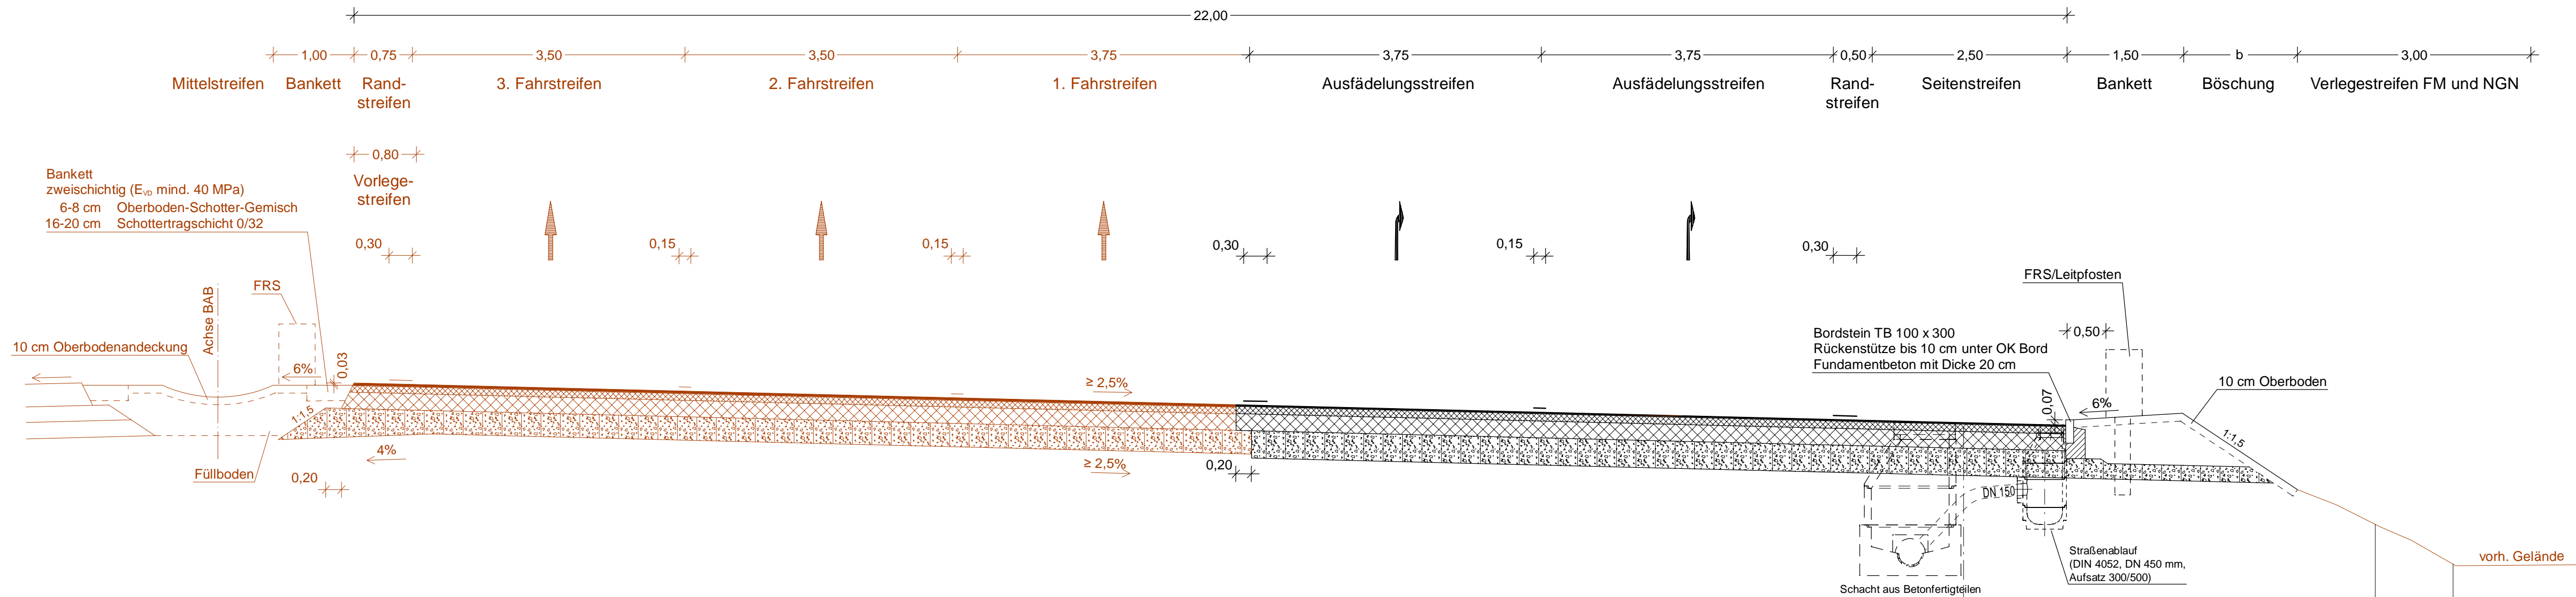 22,00
1,00 0,75 3,50 3,50 3,75 3,75 3,75 0,50 2,50 1,50 b 3,00
Mittelstreifen Bankett Rand- 3. Fahrstreifen 2. Fahrstreifen 1. Fahrstreifen Ausfädelungsstreifen Ausfädelungsstreifen Rand- Seitenstreifen Bankett Böschung Verlegestreifen FM und NGN
streifen streifen
0,80
Vorlege-
streifen
Bankett
zweischichtig (EVD mind. 40 MPa)
6-8 cm Oberboden-Schotter-Gemisch
16-20 cm Schottertragschicht 0/32
0,30 0,15 0,15 0,30 0,15 0,30
FRS
FRS/Leitpfosten
Achse BAB
10 cm Oberbodenandeckung
6%
0,03
0,50
Bordstein TB 100 x 300
Rückenstütze bis 10 cm unter OK Bord
Fundamentbeton mit Dicke 20 cm
≥ 2,5%
10 cm Oberboden
0,07
6%
1:1,5
1:1,5
4%
≥ 2,5%
Füllboden
0,20
0,20
DN 150
Straßenablauf
(DIN 4052, DN 450 mm,
Aufsatz 300/500)
Schacht aus Betonfertigteilen
vorh. Gelände